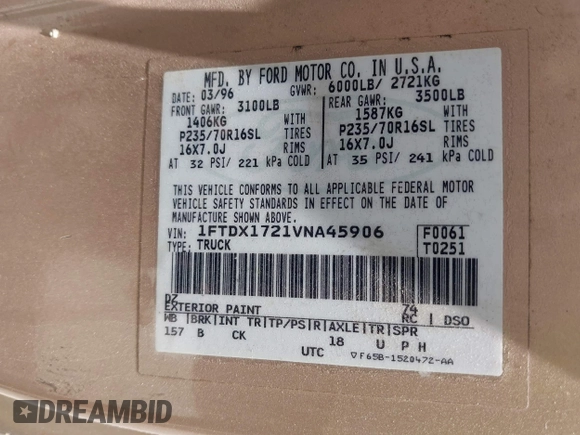 MFD. BY FORD MOTOR CO. IN U.S.A.
DATE: 03/96 GVWR: 6000LB/ 2721KG
FRONT GAWR: 3100LB REAR GAWR: 3500LB
1406KG WITH 1587KG WITH
P235/70R16SL TIRES P235/70R16SL TIRES
16X7.0J RIMS 16X7.0J RIMS
AT 32 PSI/ 221 kPa COLD AT 35 PSI/ 241 kPa COLD
THIS VEHICLE CONFORMS TO ALL APPLICABLE FEDERAL MOTOR
VEHICLE SAFETY STANDARDS IN EFFECT ON THE DATE OF
MANUFACTURE SHOWN ABOVE.
VIN: 1FTDX1721VNA45906 F0061
TYPE: TRUCK T0251
DZ
EXTERIOR PAINT 74 RC| DSO
WB |BRK|INT TR|TP/PS|R|AXLE|TR|SPR
157 B CK 18 U P H
UTC ▽F65B-1520472-AA
DREAMBID